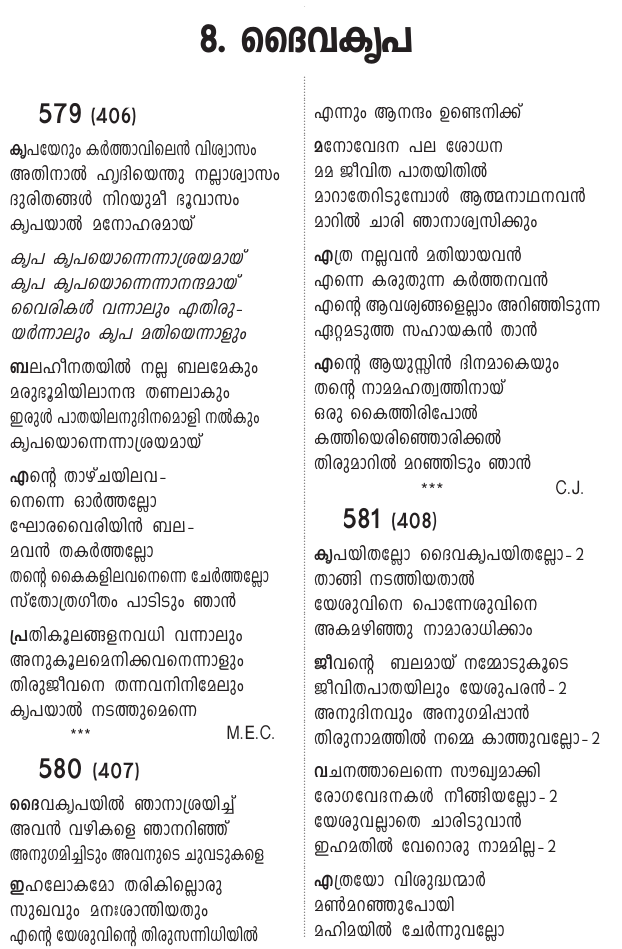 8. ദൈവകൃപ
579 (406)
കൃപയേറും കർത്താവിലെൻ വിശ്വാസം
അതിനാൽ ഹൃദിയെന്തു നല്ലാശ്വാസം
ദുരിതങ്ങൾ നിറയുമീ ഭൂവാസം
കൃപയാൽ മനോഹരമായ്
കൃപ കൃപയൊന്നെന്നാശ്രയമായ്
കൃപ കൃപയൊന്നെന്നാനന്ദമായ്
വൈരികൾ വന്നാലും എതിരു-
യർന്നാലും കൃപ മതിയെന്നാളും
ബലഹീനതയിൽ നല്ല ബലമേകും
മരുഭൂമിയിലാനന്ദ തണലാകും
ഇരുൾ പാതയിലനുദിനമൊളി നൽകും
കൃപയൊന്നെന്നാശ്രയമായ്
എന്റെ താഴ്ചയിലവ-
നെന്നെ ഓർത്തല്ലോ
ഘോരവൈരിയിൻ ബല-
മവൻ തകർത്തല്ലോ
തന്റെ കൈകളിലവനെന്നെ ചേർത്തല്ലോ
സ്തോത്രഗീതം പാടിടും ഞാൻ
പ്രതികൂലങ്ങളനവധി വന്നാലും
അനുകൂലമെനിക്കവനെന്നാളും
തിരുജീവനെ തന്നവനിനിമേലും
കൃപയാൽ നടത്തുമെന്നെ
*** M.E.C.
580 (407)
ദൈവകൃപയിൽ ഞാനാശ്രയിച്ച്
അവൻ വഴികളെ ഞാനറിഞ്ഞ്
അനുഗമിച്ചിടും അവനുടെ ചുവടുകളെ
ഇഹലോകമോ തരികില്ലൊരു
സുഖവും മനഃശാന്തിയതും
എന്റെ യേശുവിന്റെ തിരുസന്നിധിയിൽ
എന്നും ആനന്ദം ഉണ്ടെനിക്ക്
മനോവേദന പല ശോധന
മമ ജീവിത പാതയിതിൽ
മാറാതേറിടുമ്പോൾ ആത്മനാഥനവൻ
മാറിൽ ചാരി ഞാനാശ്വസിക്കും
എത്ര നല്ലവൻ മതിയായവൻ
എന്നെ കരുതുന്ന കർത്തനവൻ
എന്റെ ആവശ്യങ്ങളെല്ലാം അറിഞ്ഞിടുന്ന
ഏറ്റമടുത്ത സഹായകൻ താൻ
എന്റെ ആയുസ്സിൻ ദിനമാകെയും
തന്റെ നാമമഹത്വത്തിനായ്
ഒരു കൈത്തിരിപോൽ
കത്തിയെരിഞ്ഞൊരിക്കൽ
തിരുമാറിൽ മറഞ്ഞിടും ഞാൻ
*** C.J.
581 (408)
കൃപയിതല്ലോ ദൈവകൃപയിതല്ലോ-2
താങ്ങി നടത്തിയതാൽ
യേശുവിനെ പൊന്നേശുവിനെ
അകമഴിഞ്ഞു നാമാരാധിക്കാം
ജീവന്റെ ബലമായ് നമ്മോടുകൂടെ
ജീവിതപാതയിലും യേശുപരൻ-2
അനുദിനവും അനുഗമിപ്പാൻ
തിരുനാമത്തിൽ നമ്മെ കാത്തുവല്ലോ-2
വചനത്താലെന്നെ സൗഖ്യമാക്കി
രോഗവേദനകൾ നീങ്ങിയല്ലോ-2
യേശുവല്ലാതെ ചാരിടുവാൻ
ഇഹമതിൽ വേറൊരു നാമമില്ല-2
എത്രയോ വിശുദ്ധന്മാർ
മൺമറഞ്ഞുപോയി
മഹിമയിൽ ചേർന്നുവല്ലോ